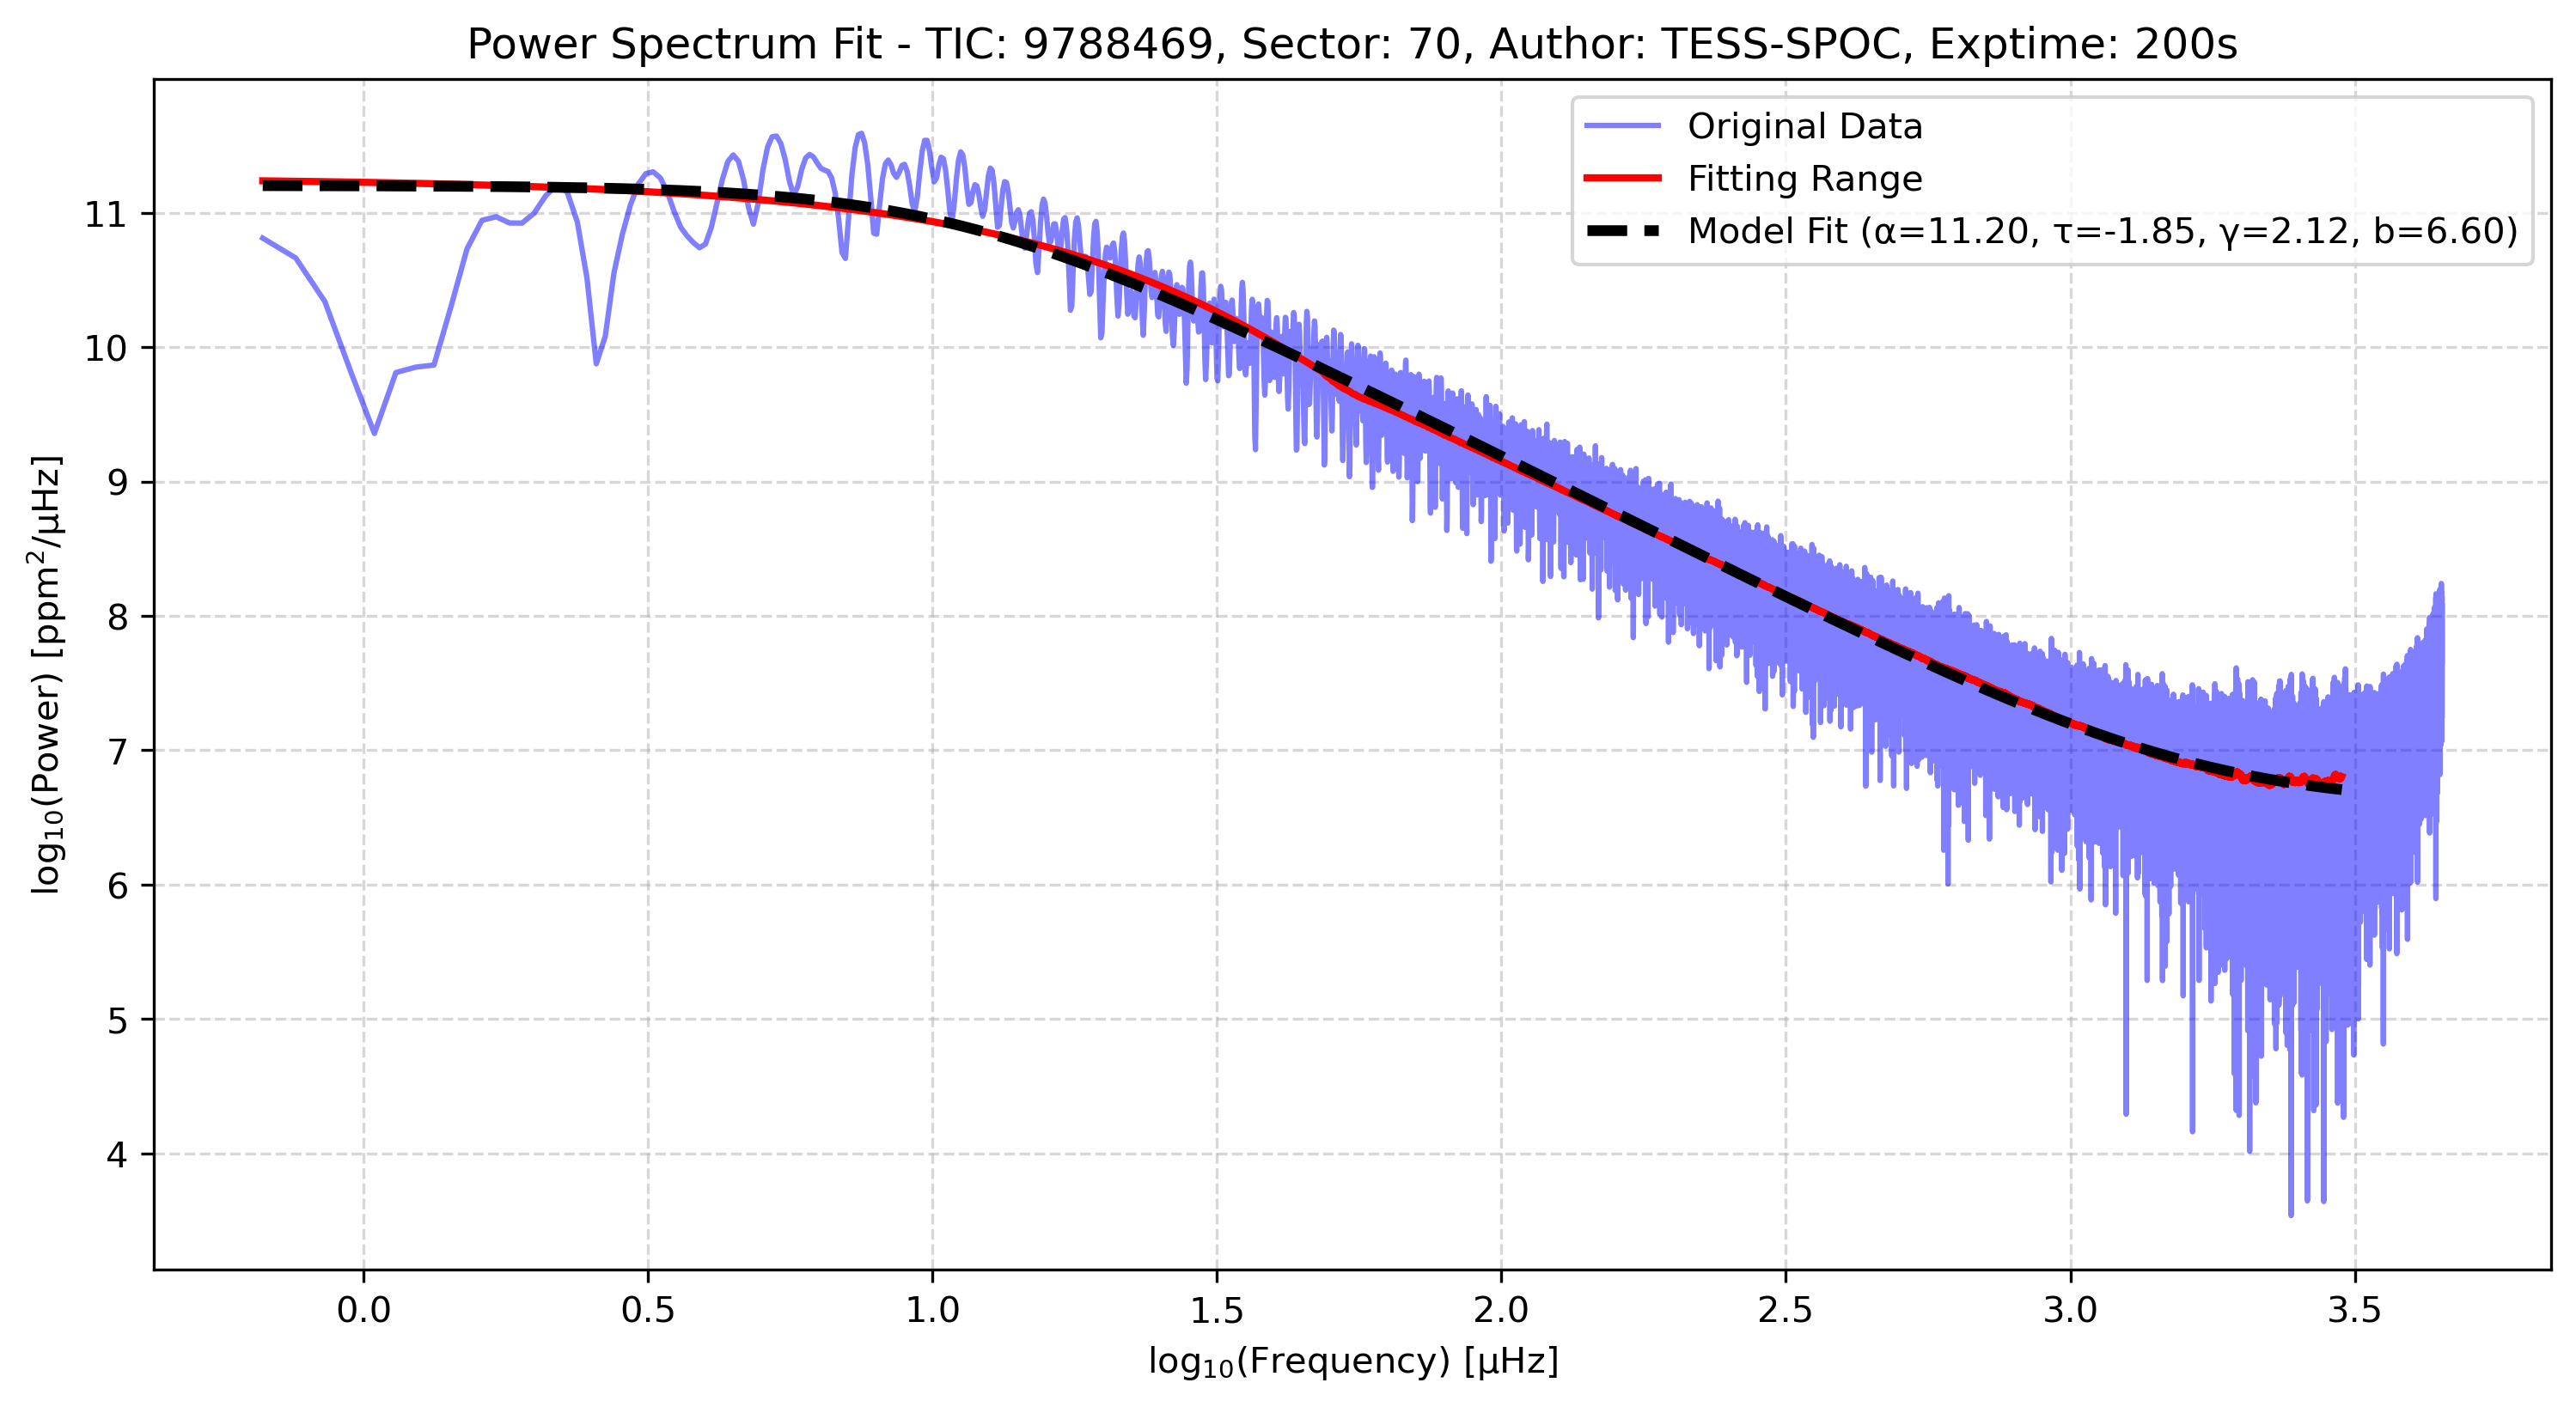 Power Spectrum Fit - TIC: 9788469, Sector: 70, Author: TESS-SPOC, Exptime: 200s
Original Data
Fitting Range
Model Fit (α=11.20, τ=-1.85, γ=2.12, b=6.60)
log₁₀(Power) [ppm²/μHz]
11
10
9
8
7
6
5
4
0.0 0.5 1.0 1.5 2.0 2.5 3.0 3.5
log₁₀(Frequency) [μHz]